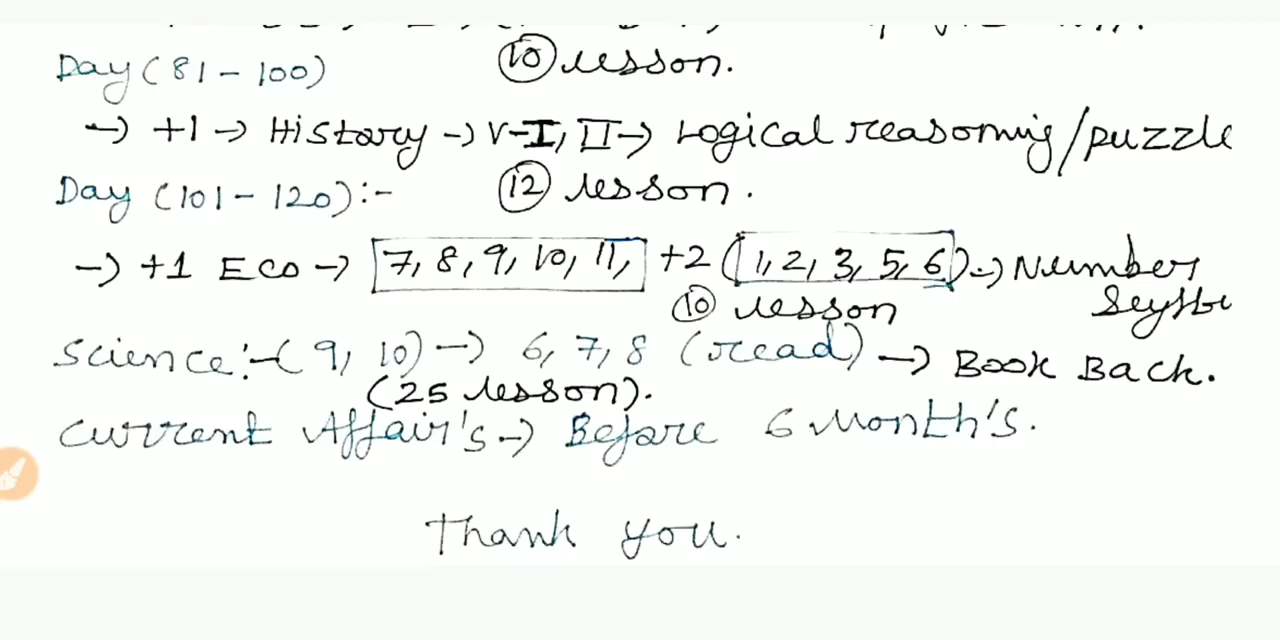 Day (81 - 100) 10 lesson.
→ +1 → History → V-I, II → Logical reasoning/puzzle
Day (101 - 120):- 12 lesson.
→ +1 Eco → 7, 8, 9, 10, 11, +2 (1, 2, 3, 5, 6) → Number
10 lesson
Science:- (9, 10) → 6, 7, 8 (read) → Book Back.
(25 lesson).
Current Affair's → Before 6 Month's.
Thank you.